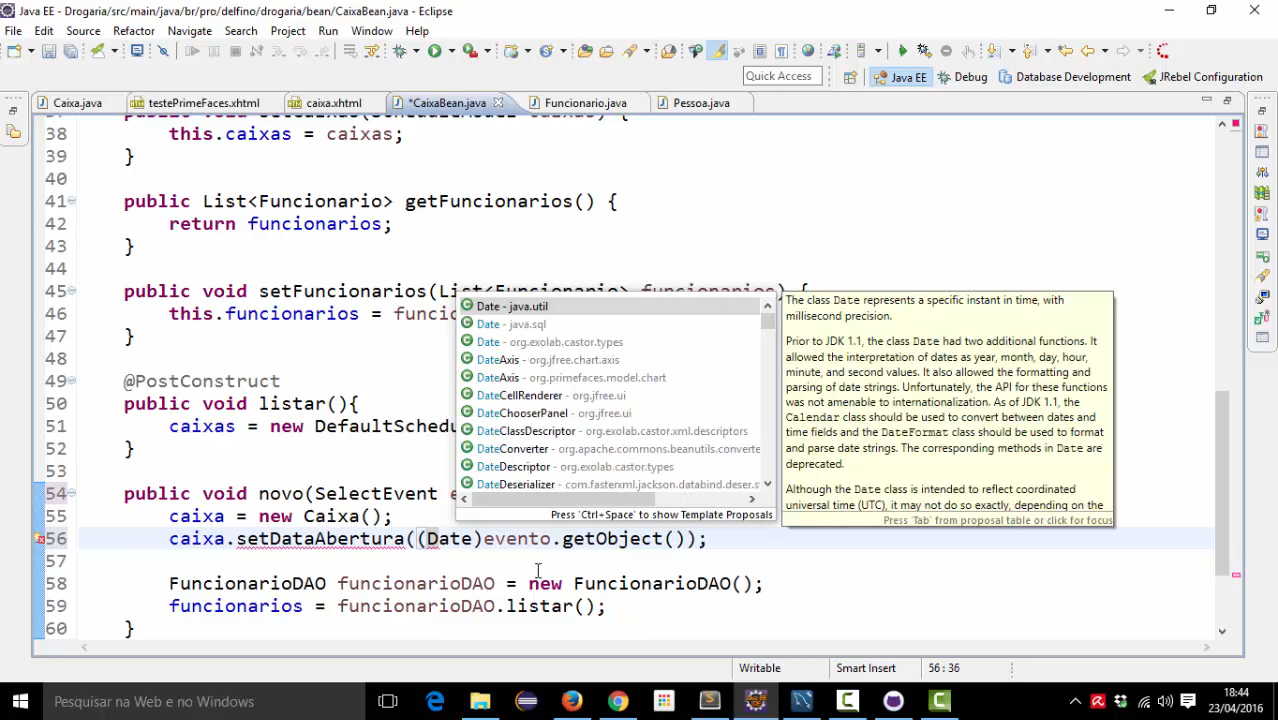 Java EE - Drogaria/src/main/java/br/pro/delfino/drogaria/bean/CaixaBean.java - Eclipse
File Edit Source Refactor Navigate Search Project Run Window Help
Quick Access
Java EE Debug Database Development JRebel Configuration
Caixa.java testePrimeFaces.xhtml caixa.xhtml *CaixaBean.java Funcionario.java Pessoa.java
38 this.caixas = caixas;
39 }
40
41 public List<Funcionario> getFuncionarios() {
42 return funcionarios;
43 }
44
45 public void setFuncionarios(List<Funcionario> funcionarios) {
46 this.funcionarios = funcio
47 }
48
49 @PostConstruct
50 public void listar(){
51 caixas = new DefaultSchedu
52 }
53
54 public void novo(SelectEvent e
55 caixa = new Caixa();
56 caixa.setDataAbertura((Date)evento.getObject());
57
58 FuncionarioDAO funcionarioDAO = new FuncionarioDAO();
59 funcionarios = funcionarioDAO.listar();
60 }
Date - java.util
Date - java.sql
Date - org.exolab.castor.types
DateAxis - org.jfree.chart.axis
DateAxis - org.primefaces.model.chart
DateCellRenderer - org.jfree.ui
DateChooserPanel - org.jfree.ui
DateClassDescriptor - org.exolab.castor.xml.descriptors
DateConverter - org.apache.commons.beanutils.converte
DateDescriptor - org.exolab.castor.types
DateDeserializer - com.fasterxml.jackson.databind.deser.s
Press 'Ctrl+Space' to show Template Proposals
The class Date represents a specific instant in time, with
millisecond precision.
Prior to JDK 1.1, the class Date had two additional functions. It
allowed the interpretation of dates as year, month, day, hour,
minute, and second values. It also allowed the formatting and
parsing of date strings. Unfortunately, the API for these functions
was not amenable to internationalization. As of JDK 1.1, the
Calendar class should be used to convert between dates and
time fields and the DateFormat class should be used to format
and parse date strings. The corresponding methods in Date are
deprecated.
Although the Date class is intended to reflect coordinated
universal time (UTC), it may not do so exactly, depending on the
Press 'Tab' from proposal table or click for focus
Writable Smart Insert 56 : 36
Pesquisar na Web e no Windows
18:44
23/04/2016